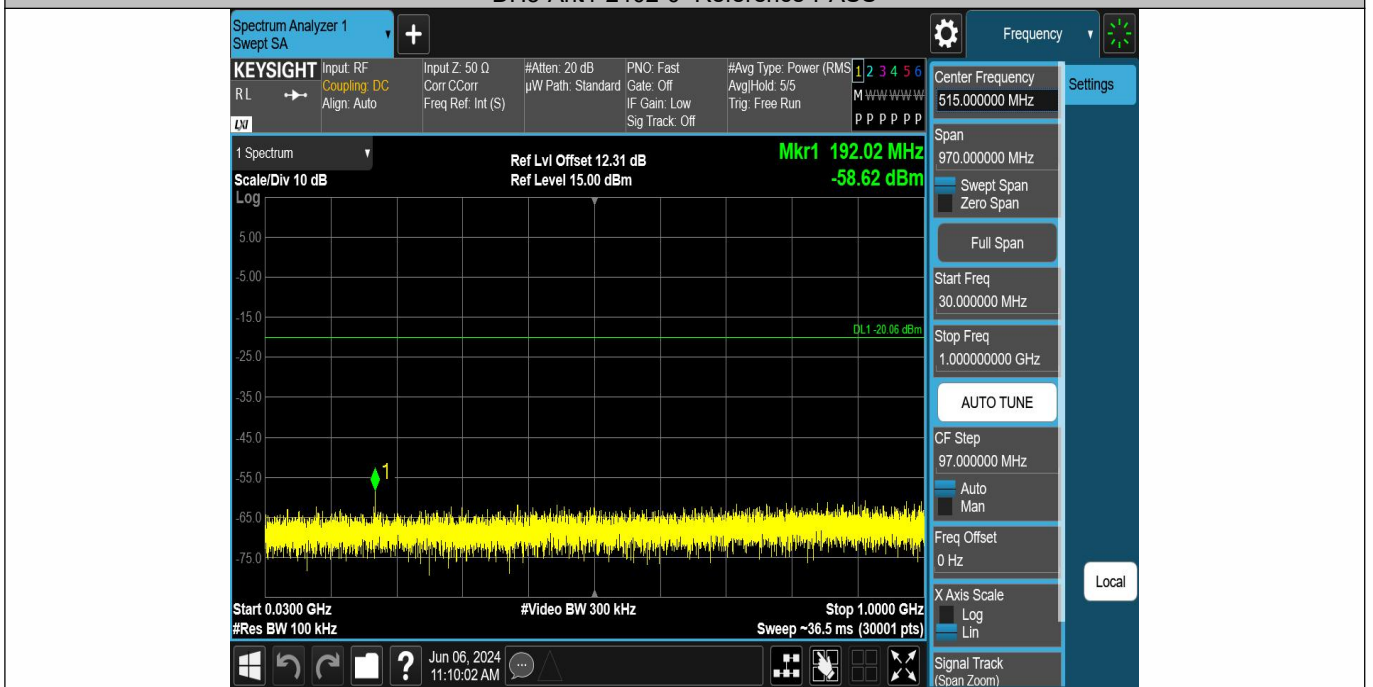 Spectrum Analyzer 1
Swept SA
Frequency
KEYSIGHT
RL
LXI
Input: RF
Coupling: DC
Align: Auto
Input Z: 50 Ω
Corr CCorr
Freq Ref: Int (S)
#Atten: 20 dB
µW Path: Standard
PNO: Fast
Gate: Off
IF Gain: Low
Sig Track: Off
#Avg Type: Power (RMS
Avg|Hold: 5/5
Trig: Free Run
1 2 3 4 5 6
M W W W W W
P P P P P P
1 Spectrum
Scale/Div 10 dB
Log
Ref Lvl Offset 12.31 dB
Ref Level 15.00 dBm
Mkr1 192.02 MHz
-58.62 dBm
5.00
-5.00
-15.0
DL1 -20.06 dBm
-25.0
-35.0
-45.0
-55.0
1
-65.0
-75.0
Start 0.0300 GHz
#Res BW 100 kHz
#Video BW 300 kHz
Stop 1.0000 GHz
Sweep ~36.5 ms (30001 pts)
Jun 06, 2024
11:10:02 AM
Center Frequency
515.000000 MHz
Settings
Span
970.000000 MHz
Swept Span
Zero Span
Full Span
Start Freq
30.000000 MHz
Stop Freq
1.000000000 GHz
AUTO TUNE
CF Step
97.000000 MHz
Auto
Man
Freq Offset
0 Hz
X Axis Scale
Log
Lin
Local
Signal Track
(Span Zoom)